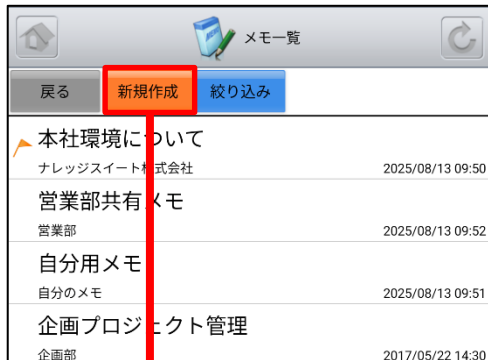 メモ一覧
戻る 新規作成 絞り込み
本社環境について
ナレッジスイート株式会社 2025/08/13 09:50
営業部共有メモ
営業部 2025/08/13 09:52
自分用メモ
自分のメモ 2025/08/13 09:51
企画プロジェクト管理
企画部 2017/05/22 14:30